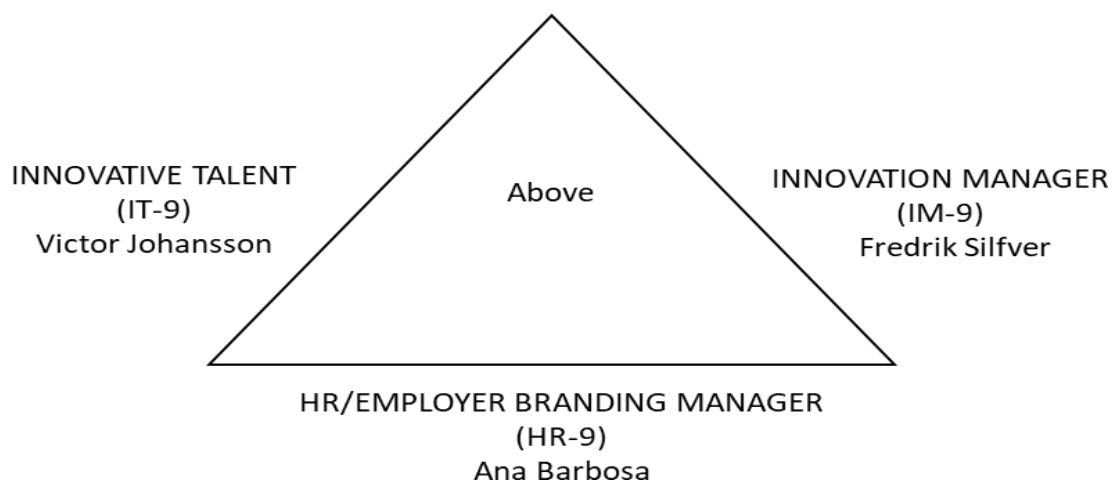 INNOVATIVE TALENT
(IT-9)
Victor Johansson
Above
INNOVATION MANAGER
(IM-9)
Fredrik Silfver
HR/EMPLOYER BRANDING MANAGER
(HR-9)
Ana Barbosa